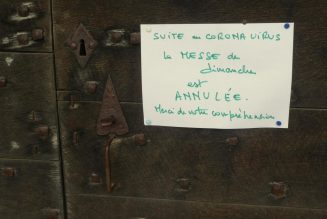 SUITE au CORONA VIRUS
la MESSE du
dimanche
est
ANNULÉE.
Merci de votre compréhension